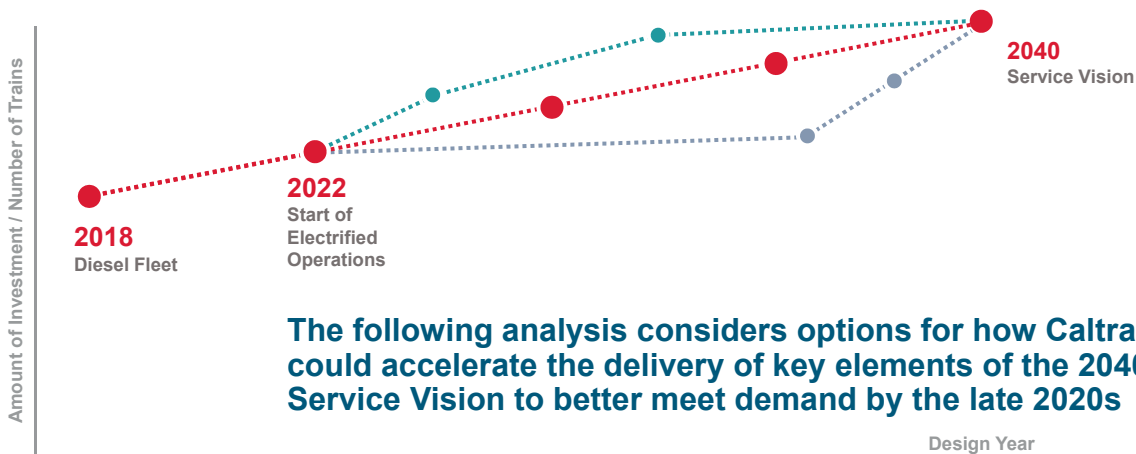 Amount of Investment / Number of Trains
2040
Service Vision
2022
Start of
Electrified
Operations
2018
Diesel Fleet
The following analysis considers options for how Caltra
could accelerate the delivery of key elements of the 204
Service Vision to better meet demand by the late 2020s
Design Year